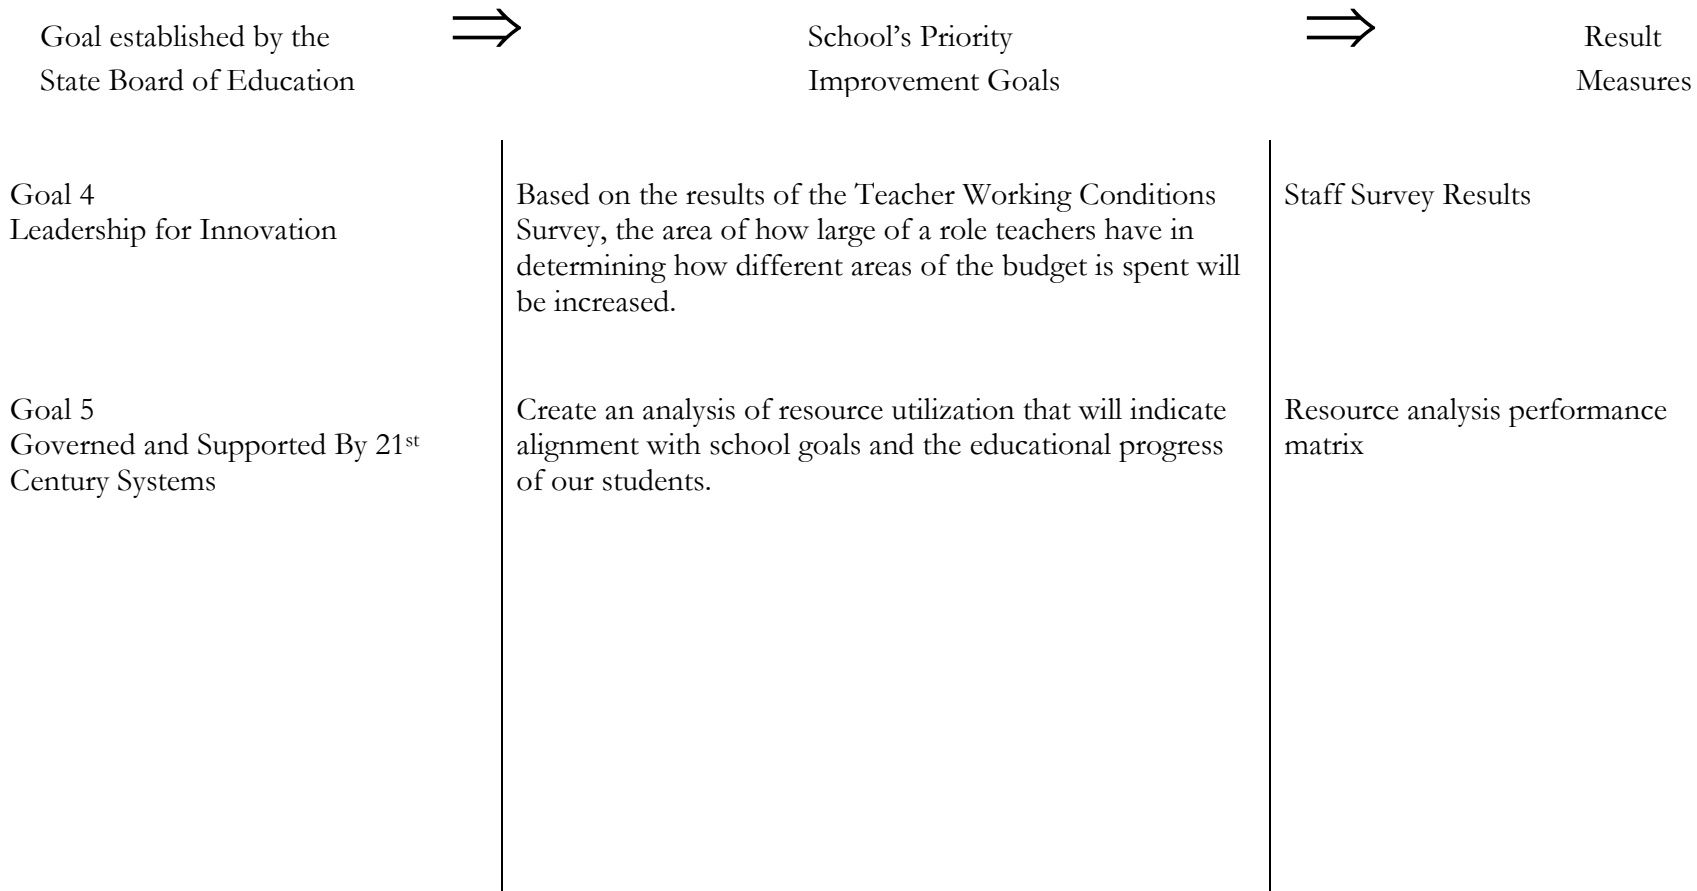 Goal established by the
State Board of Education
⇒
School’s Priority
Improvement Goals
⇒
Result
Measures
Goal 4
Leadership for Innovation
Based on the results of the Teacher Working Conditions
Survey, the area of how large of a role teachers have in
determining how different areas of the budget is spent will
be increased.
Staff Survey Results
Goal 5
Governed and Supported By 21st
Century Systems
Create an analysis of resource utilization that will indicate
alignment with school goals and the educational progress
of our students.
Resource analysis performance
matrix